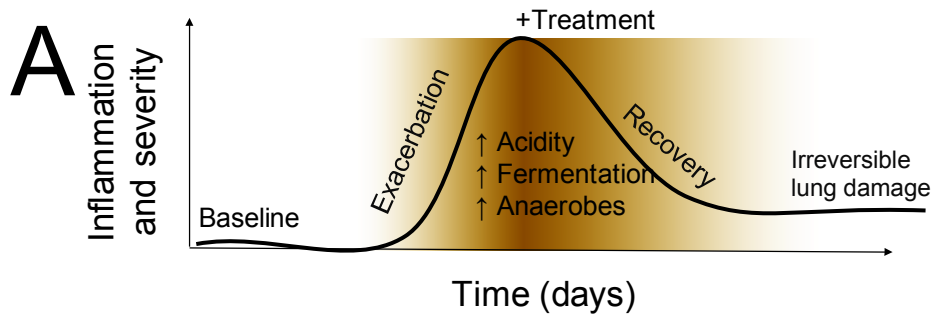 A
+Treatment
Inflammation
and severity
Exacerbation
Recovery
↑ Acidity
↑ Fermentation
↑ Anaerobes
Irreversible
lung damage
Baseline
Time (days)